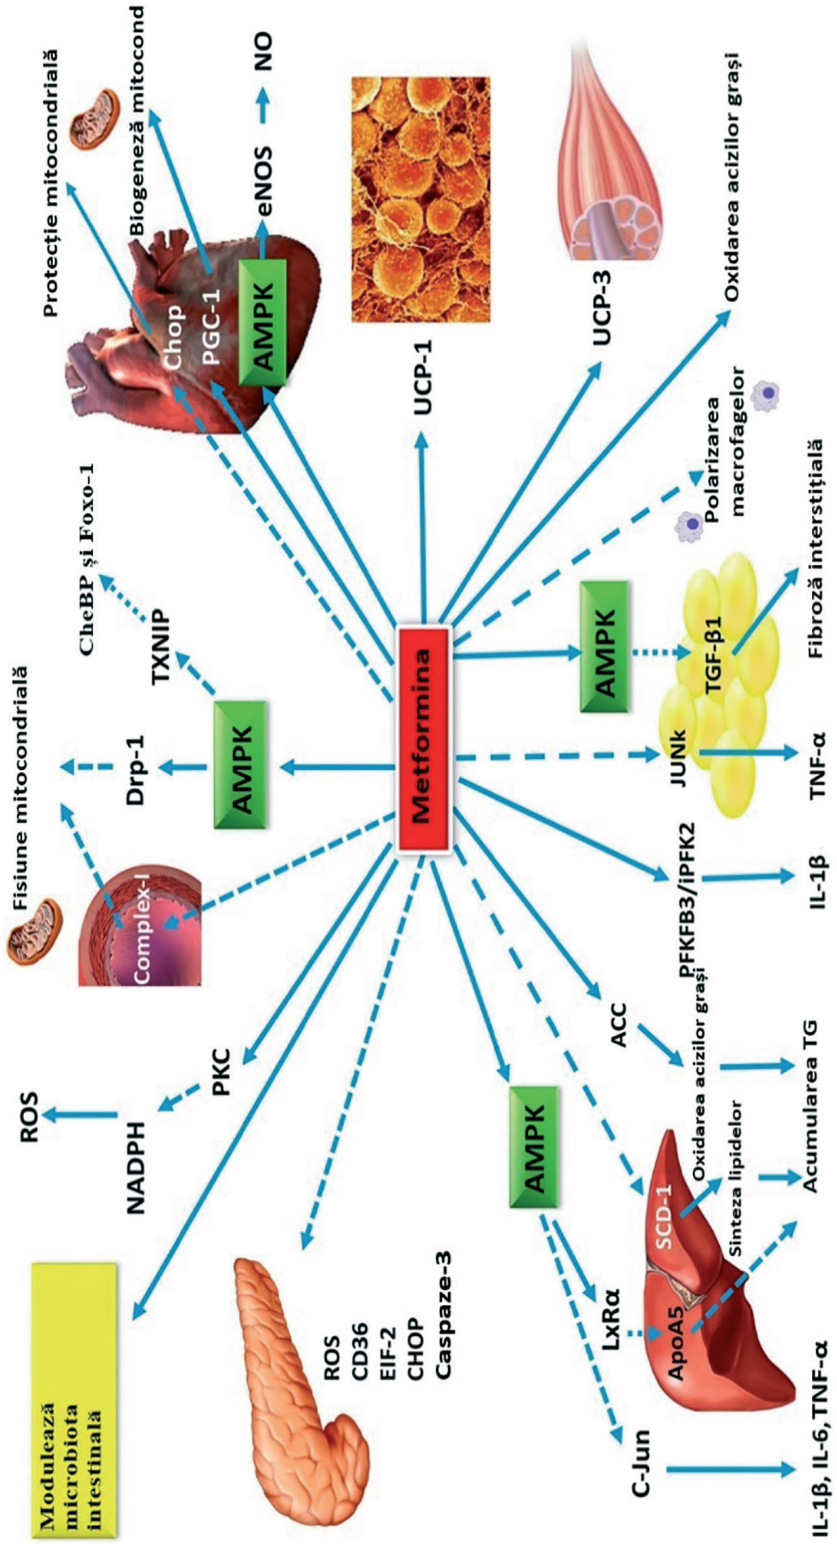 Modulează
microbiota
intestinală
ROS
NADPH
PKC
Fisiune mitocondrială
Complex-I
Drp-1
AMPK
TXNIP
CheBP și Foxo-1
Protecție mitocondrială
Biogeneză mitocond
Chop
PGC-1
AMPK
eNOS
NO
ROS
CD36
EIF-2
CHOP
Caspaze-3
Metformina
UCP-1
UCP-3
Oxidarea acizilor grași
Polarizarea
macrofagelor
AMPK
TGF-β1
Fibroză interstițială
JUNk
TNF-α
PFKFB3/iPFK2
IL-1β
ACC
Oxidarea acizilor grași
Acumularea TG
AMPK
SCD-1
Sinteza lipidelor
LxRα
ApoA5
C-Jun
IL-1β, IL-6, TNF-α